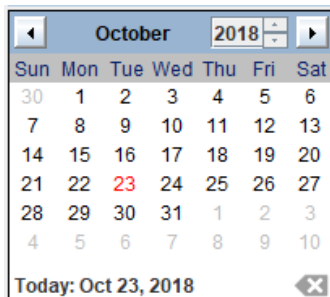 October 2018
Sun Mon Tue Wed Thu Fri Sat
30 1 2 3 4 5 6
7 8 9 10 11 12 13
14 15 16 17 18 19 20
21 22 23 24 25 26 27
28 29 30 31 1 2 3
4 5 6 7 8 9 10
Today: Oct 23, 2018